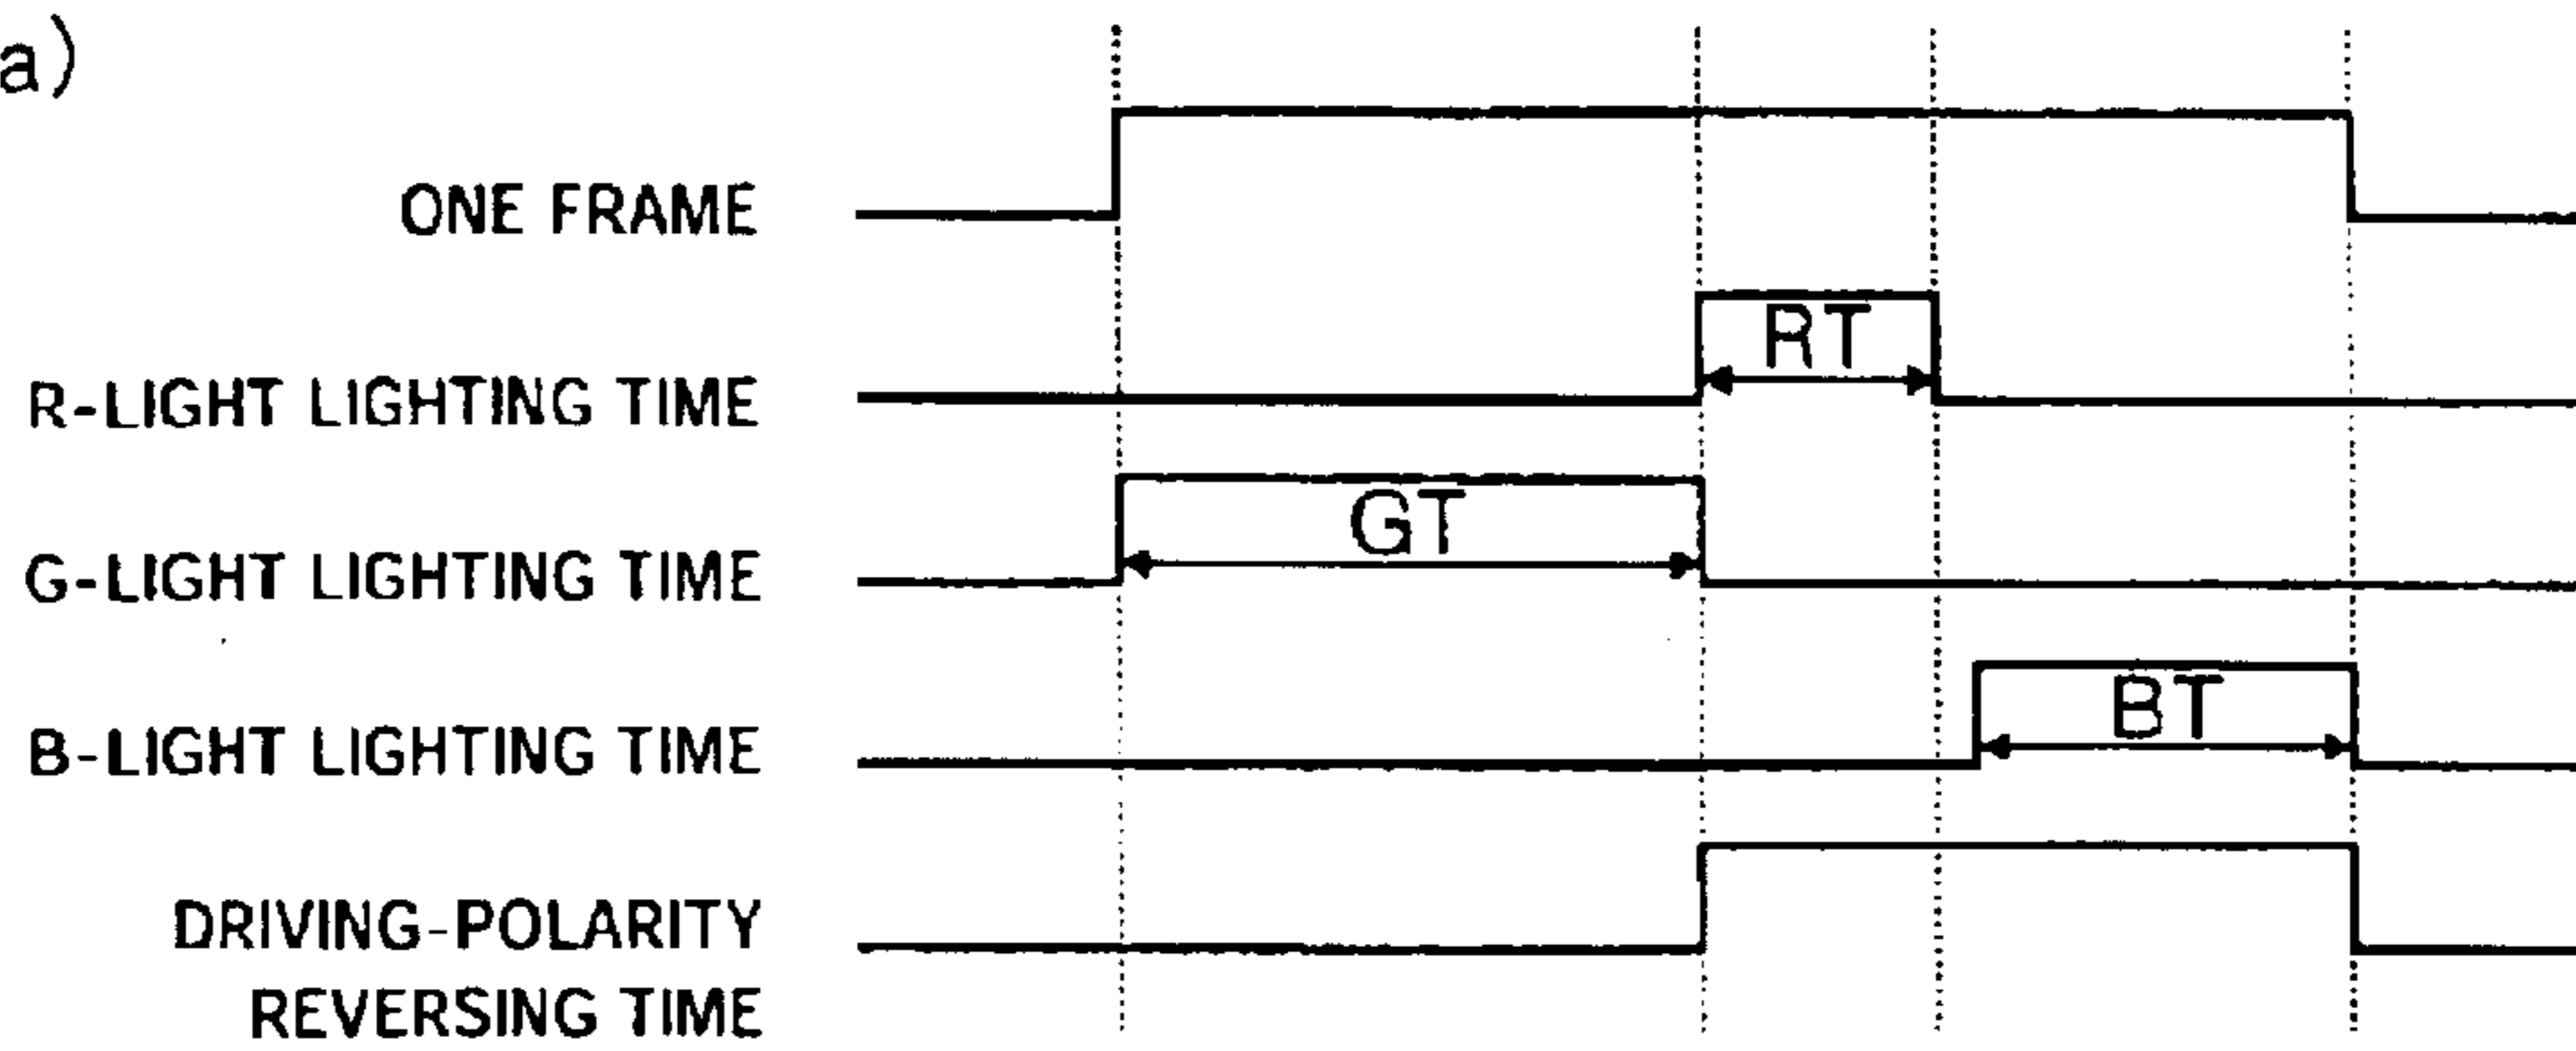 a)
ONE FRAME
RT
R-LIGHT LIGHTING TIME
GT
G-LIGHT LIGHTING TIME
BT
B-LIGHT LIGHTING TIME
DRIVING-POLARITY
REVERSING TIME